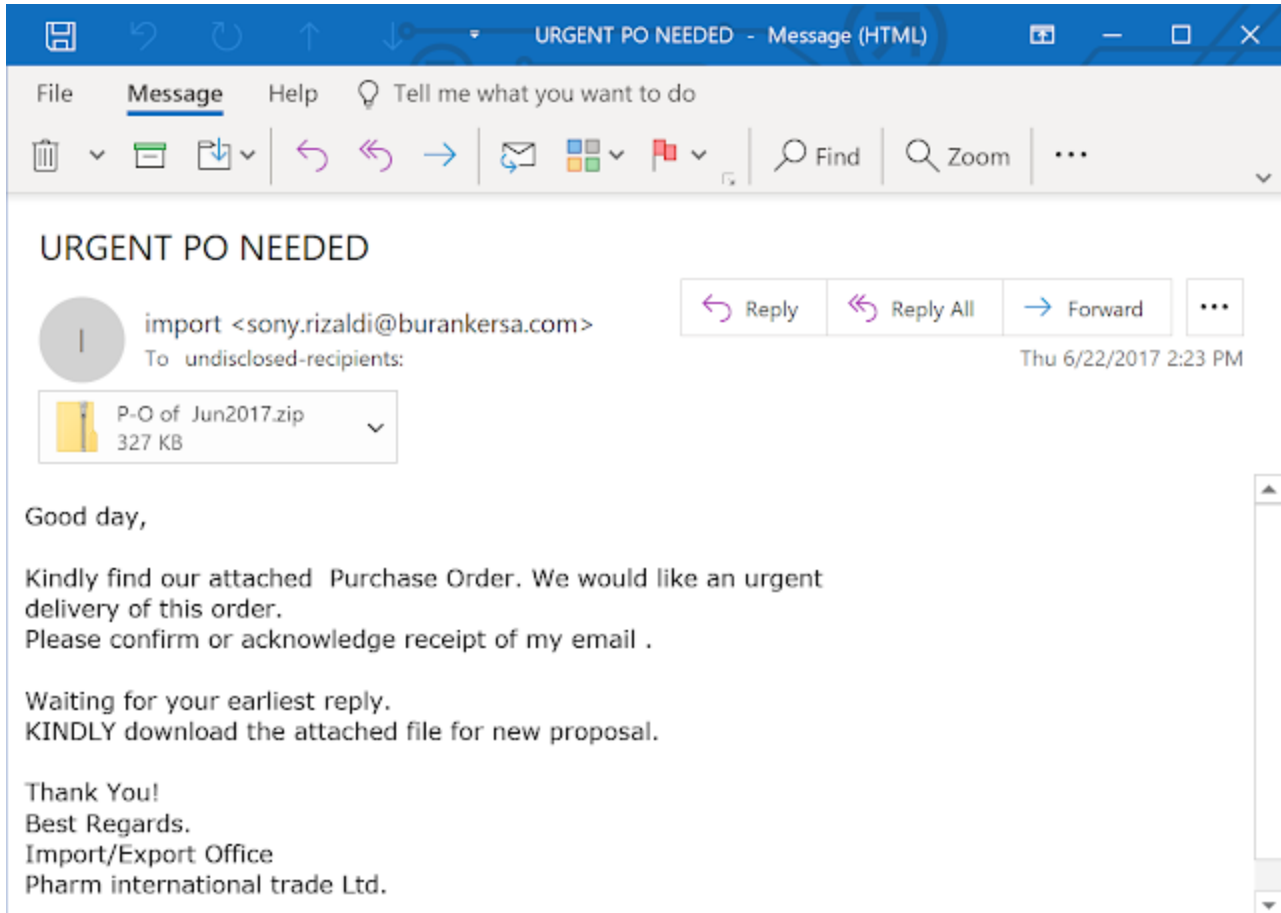 URGENT PO NEEDED - Message (HTML)
File Message Help Tell me what you want to do
Find Zoom
URGENT PO NEEDED
I
import <sony.rizaldi@burankersa.com>
Reply Reply All Forward
To undisclosed-recipients:
Thu 6/22/2017 2:23 PM
P-O of  Jun2017.zip
327 KB
Good day,
Kindly find our attached  Purchase Order. We would like an urgent
delivery of this order.
Please confirm or acknowledge receipt of my email .
Waiting for your earliest reply.
KINDLY download the attached file for new proposal.
Thank You!
Best Regards.
Import/Export Office
Pharm international trade Ltd.